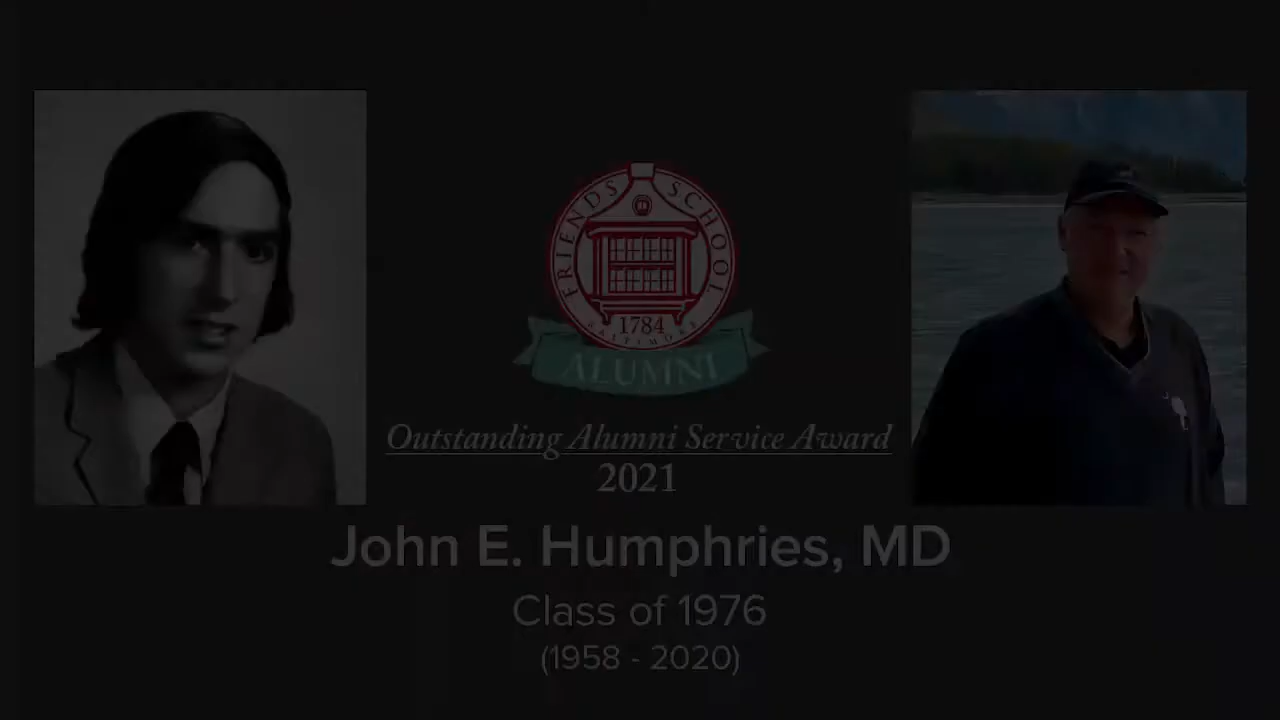 FRIENDS SCHOOL
1784
BALTIMORE
ALUMNI
Outstanding Alumni Service Award
2021
John E. Humphries, MD
Class of 1976
(1958 - 2020)